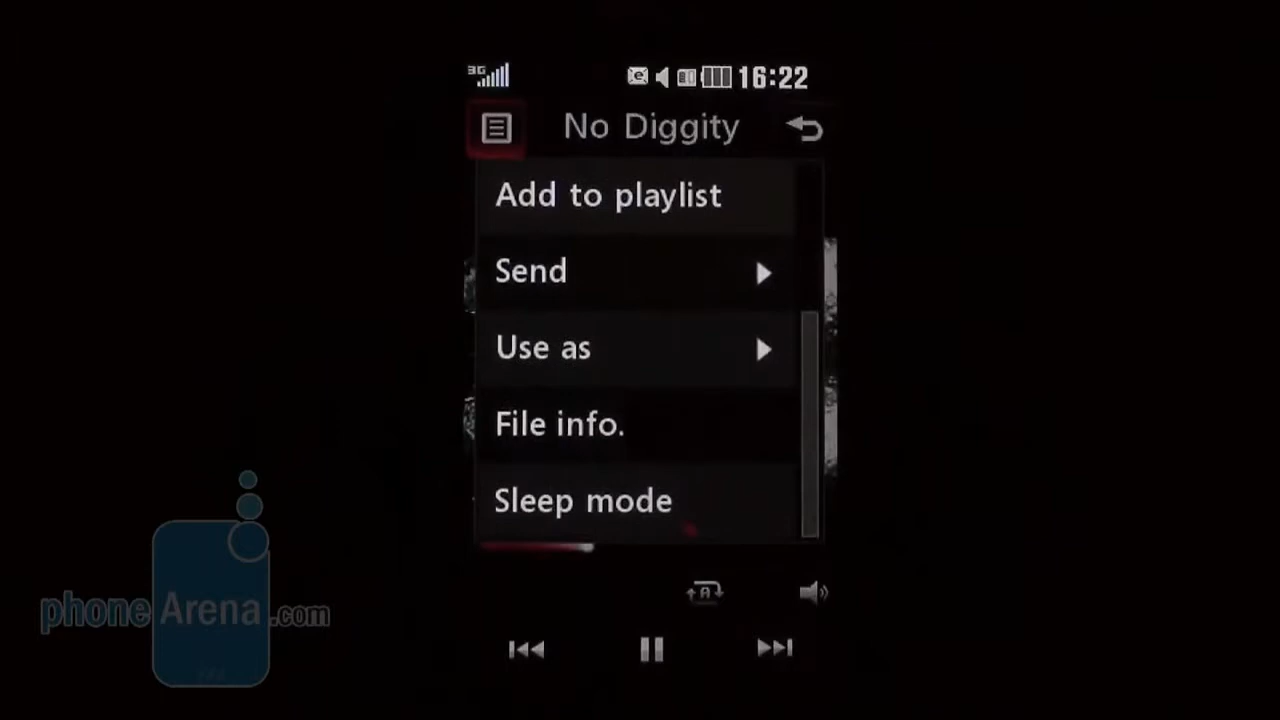 3G 16:22
No Diggity
Add to playlist
Send
Use as
File info.
Sleep mode
A
phoneArena.com